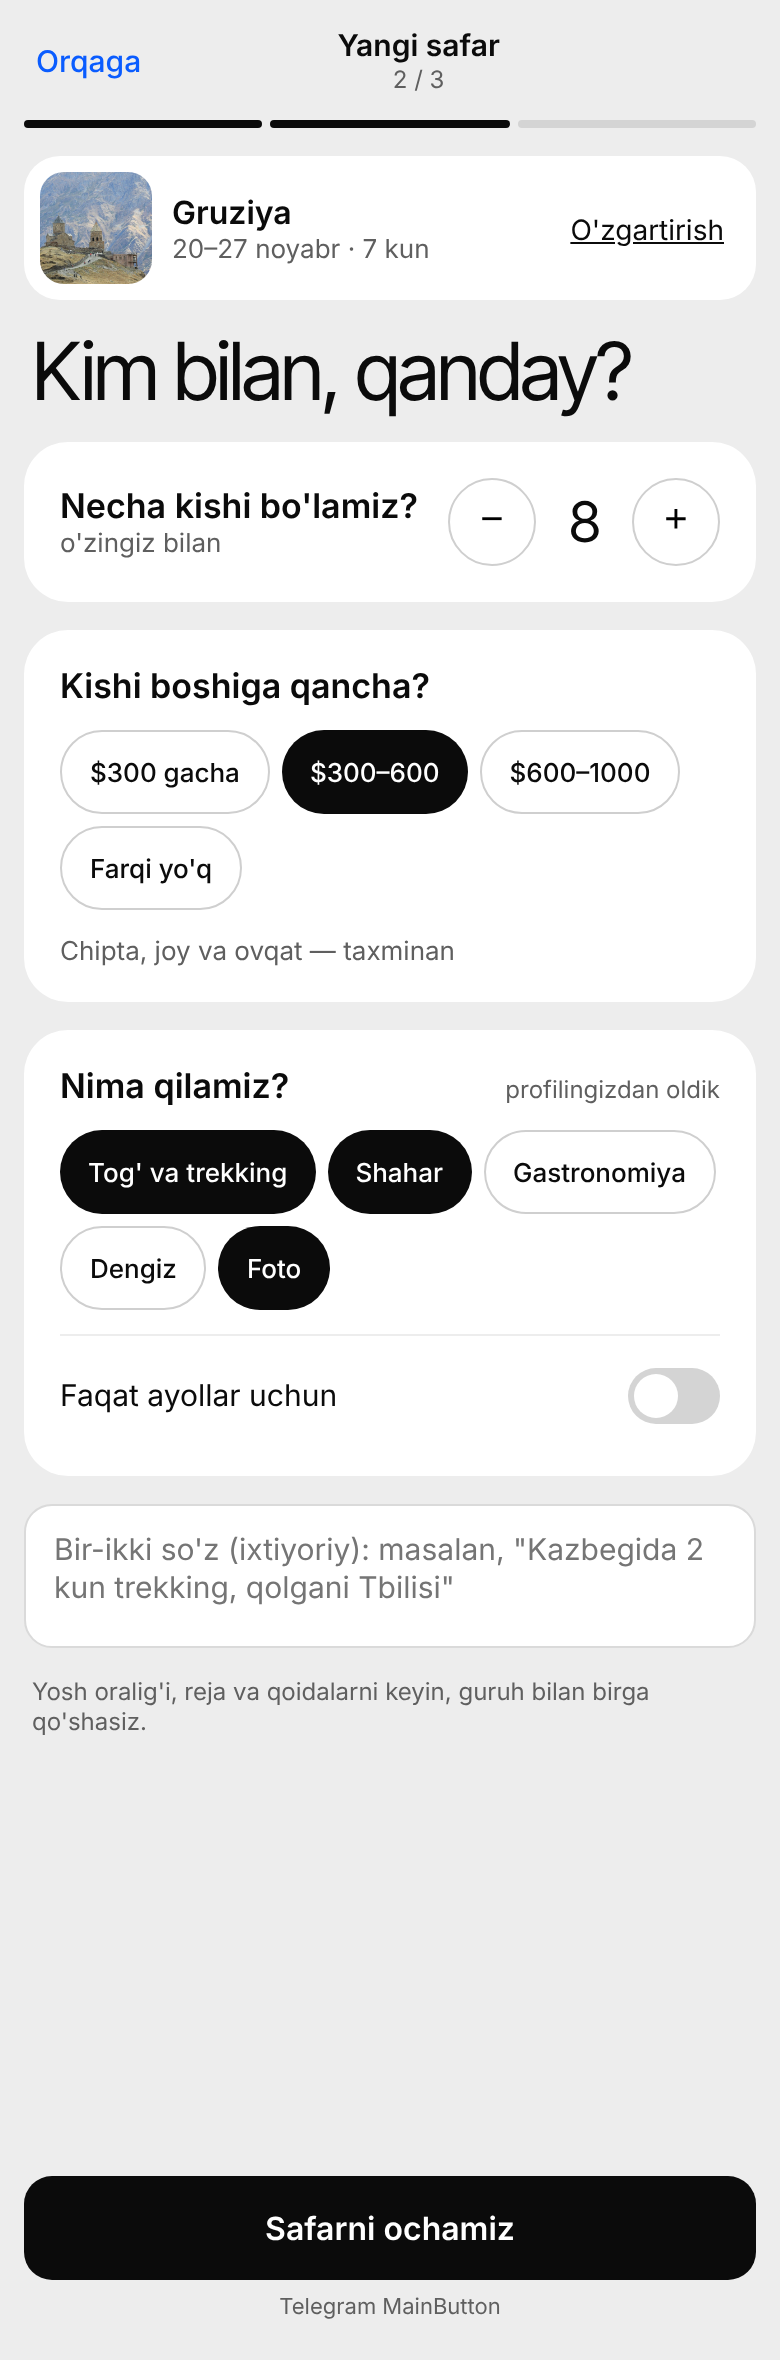 Orqaga
Yangi safar
2 / 3
Gruziya
20–27 noyabr · 7 kun
O'zgartirish
Kim bilan, qanday?
Necha kishi bo'lamiz?
o'zingiz bilan
− 8 +
Kishi boshiga qancha?
$300 gacha $300–600 $600–1000
Farqi yo'q
Chipta, joy va ovqat — taxminan
Nima qilamiz? profilingizdan oldik
Tog' va trekking Shahar Gastronomiya
Dengiz Foto
Faqat ayollar uchun
Bir-ikki so'z (ixtiyoriy): masalan, "Kazbegida 2
kun trekking, qolgani Tbilisi"
Yosh oralig'i, reja va qoidalarni keyin, guruh bilan birga
qo'shasiz.
Safarni ochamiz
Telegram MainButton